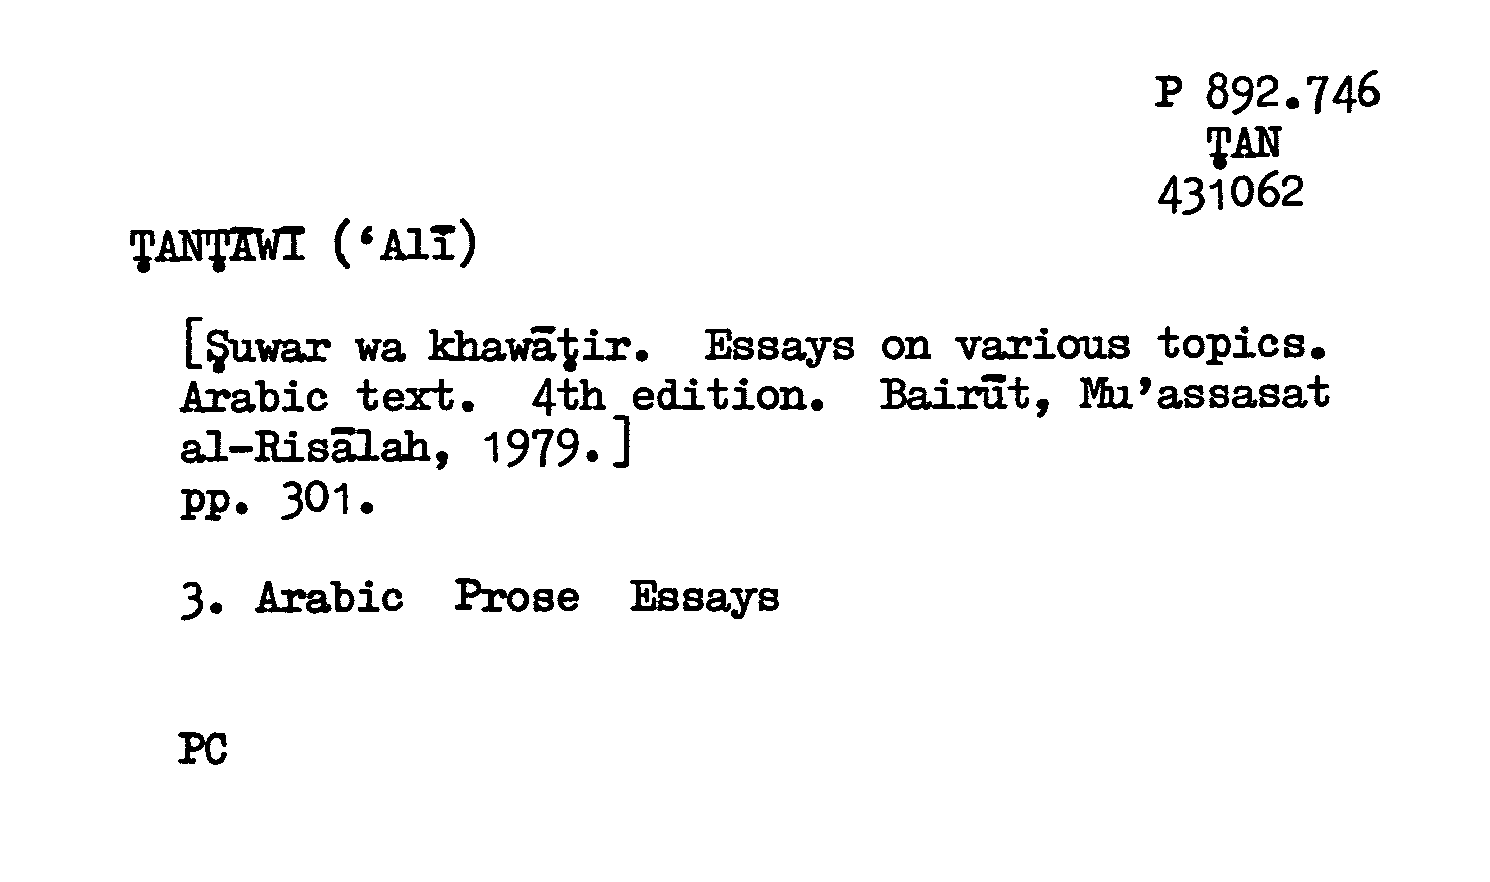 P 892.746
ṬAN
431062
ṬANṬĀWĪ (‘Alī)
[Ṣuwar wa khawāṭir. Essays on various topics.
Arabic text. 4th edition. Bairūt, Mu’assasat
al-Risālah, 1979.]
pp. 301.
3. Arabic Prose Essays
PC